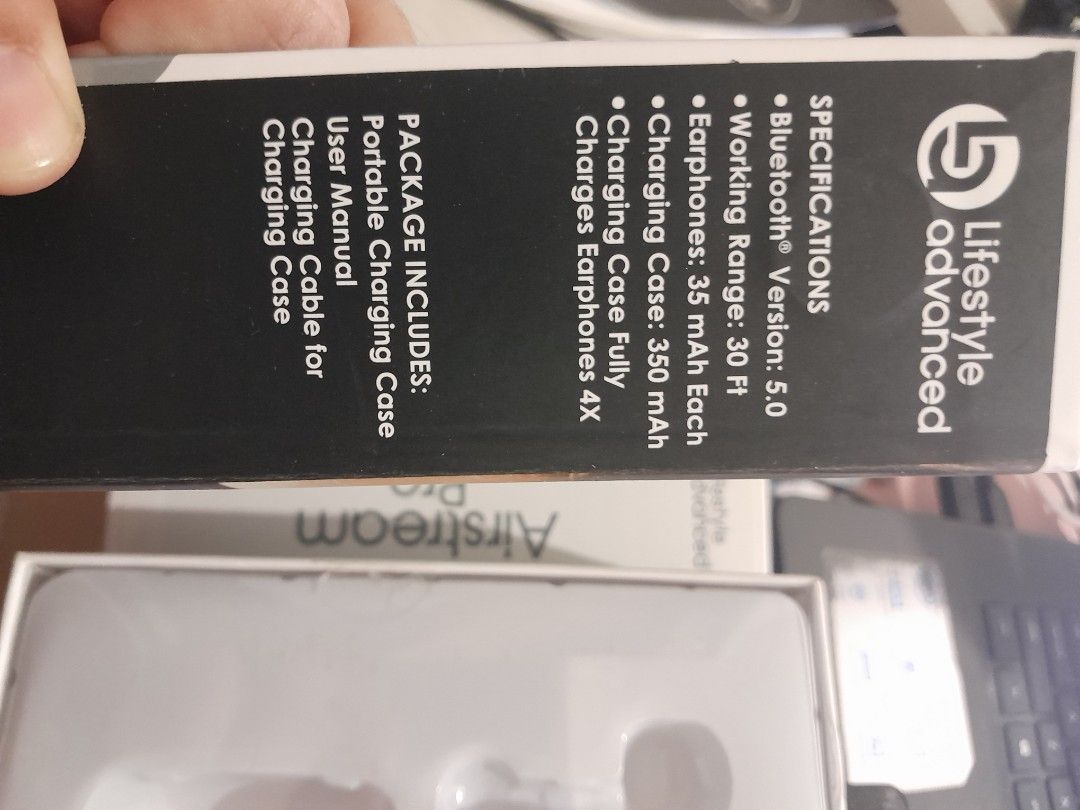 Lifestyle
advanced
SPECIFICATIONS
• Bluetooth® Version: 5.0
• Working Range: 30 Ft
• Earphones: 35 mAh Each
• Charging Case: 350 mAh
• Charging Case Fully
Charges Earphones 4X
PACKAGE INCLUDES:
Portable Charging Case
User Manual
Charging Cable for
Charging Case
Airstream
Pro